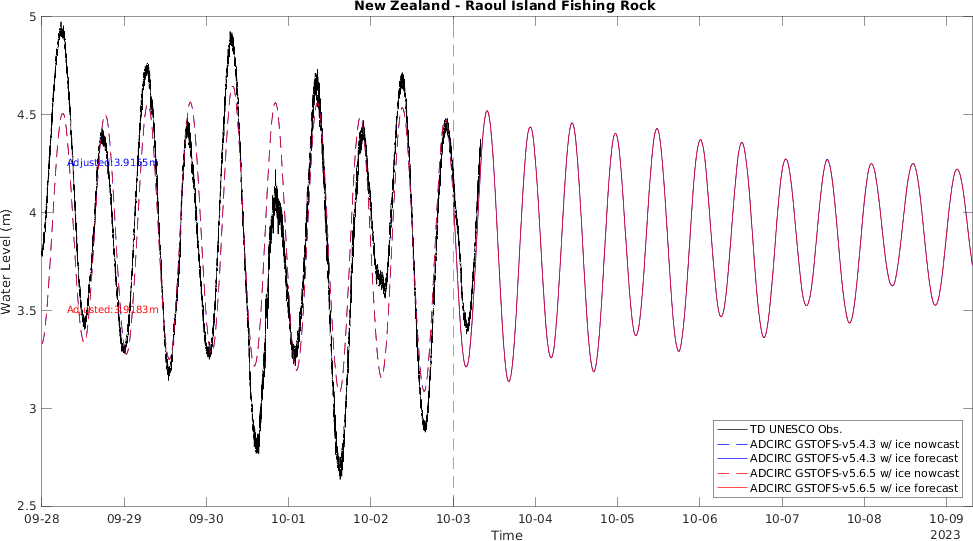 New Zealand - Raoul Island Fishing Rock
5
4.5
4
3.5
3
2.5
Water Level (m)
Adjusted:3.9155m
Adjusted:3.9183m
TD UNESCO Obs.
ADCIRC GSTOFS-v5.4.3 w/ ice nowcast
ADCIRC GSTOFS-v5.4.3 w/ ice forecast
ADCIRC GSTOFS-v5.6.5 w/ ice nowcast
ADCIRC GSTOFS-v5.6.5 w/ ice forecast
09-28 09-29 09-30 10-01 10-02 10-03 10-04 10-05 10-06 10-07 10-08 10-09
2023
Time